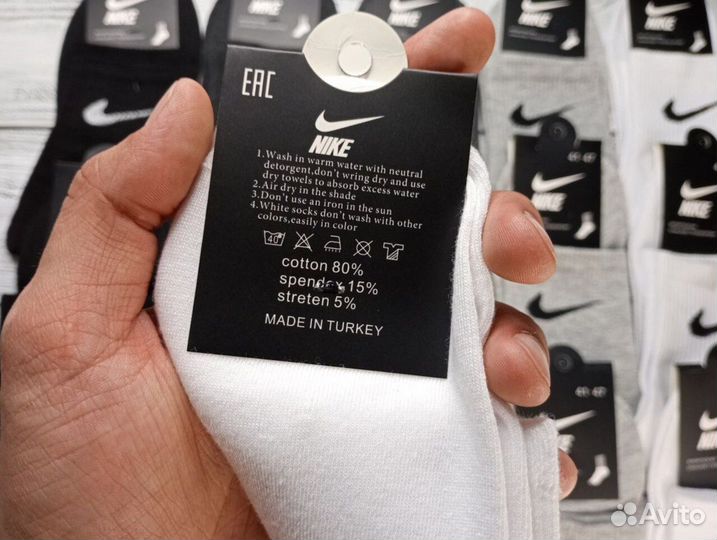 NIKE
NIKE
NIKE
EAC
NIKE
1.Wash in warm water with neutral
detorgent,don't wring dry and use
dry towels to absorb excess water
2.Air dry in the shade
3.Don't use an iron in the sun
4.White socks don't wash with other
colors,easily in color
40
cotton 80%
spendex 15%
streten 5%
MADE IN TURKEY
NIKE
NIKE
Avito